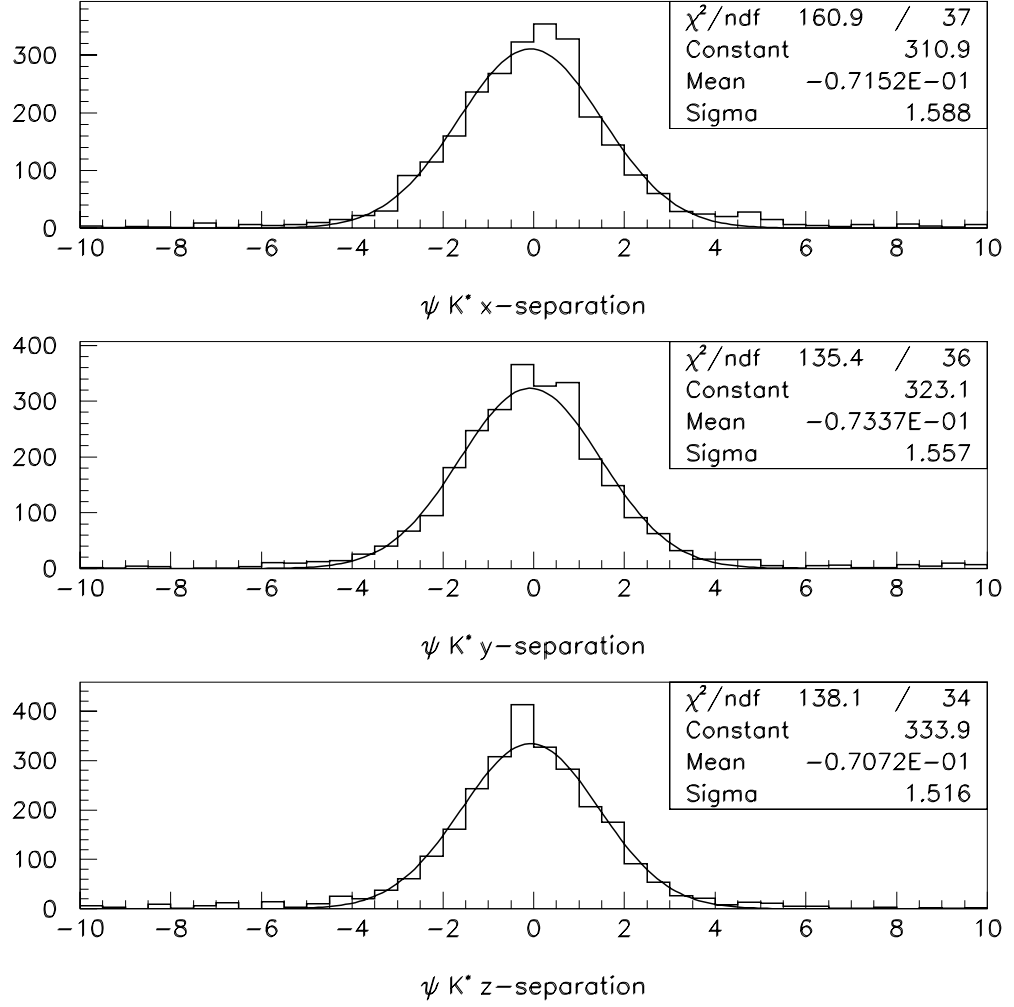 χ²/ndf 160.9 / 37
Constant 310.9
Mean −0.7152E−01
Sigma 1.588
300
200
100
0
−10 −8 −6 −4 −2 0 2 4 6 8 10
ψ K* x−separation
χ²/ndf 135.4 / 36
Constant 323.1
Mean −0.7337E−01
Sigma 1.557
400
300
200
100
0
−10 −8 −6 −4 −2 0 2 4 6 8 10
ψ K* y−separation
χ²/ndf 138.1 / 34
Constant 333.9
Mean −0.7072E−01
Sigma 1.516
400
300
200
100
0
−10 −8 −6 −4 −2 0 2 4 6 8 10
ψ K* z−separation